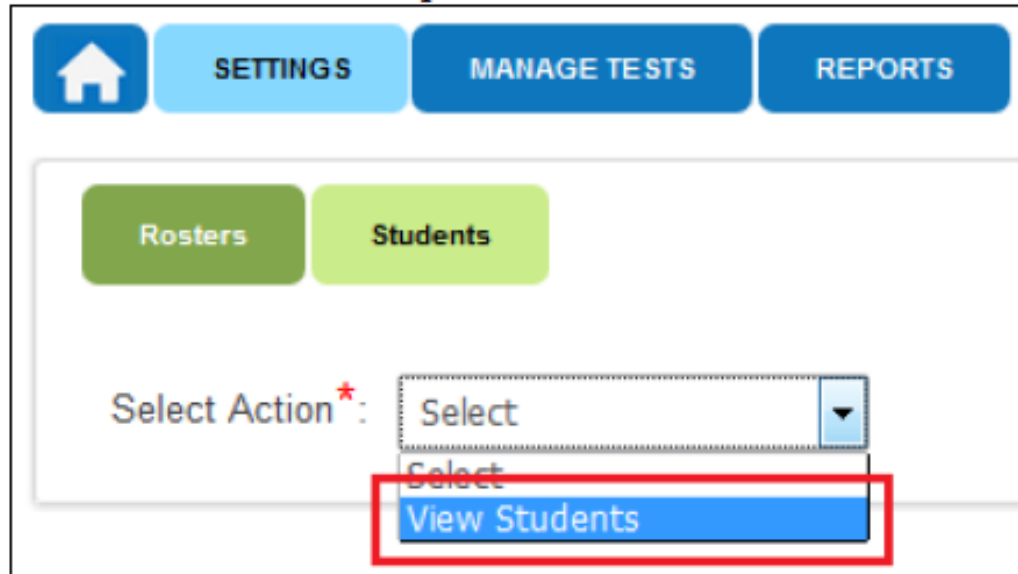 SETTINGS MANAGE TESTS REPORTS
Rosters Students
Select Action*: Select
Select
View Students